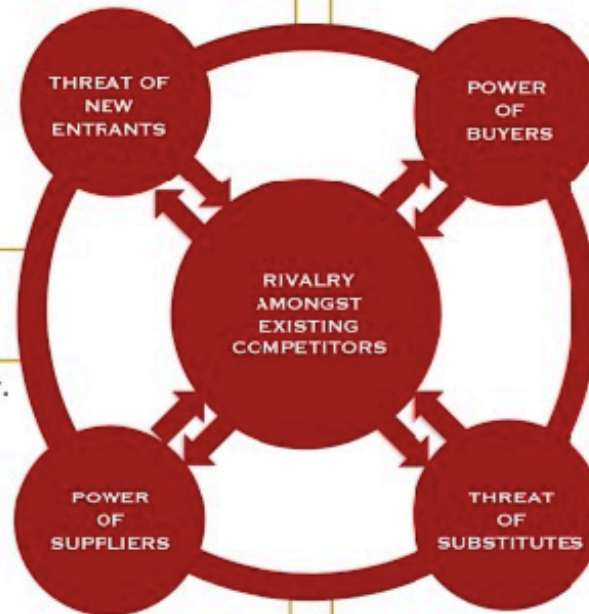 THREAT OF
NEW
ENTRANTS
POWER
OF
BUYERS
RIVALRY
AMONGST
EXISTING
COMPETITORS
POWER
OF
SUPPLIERS
THREAT
OF
SUBSTITUTES